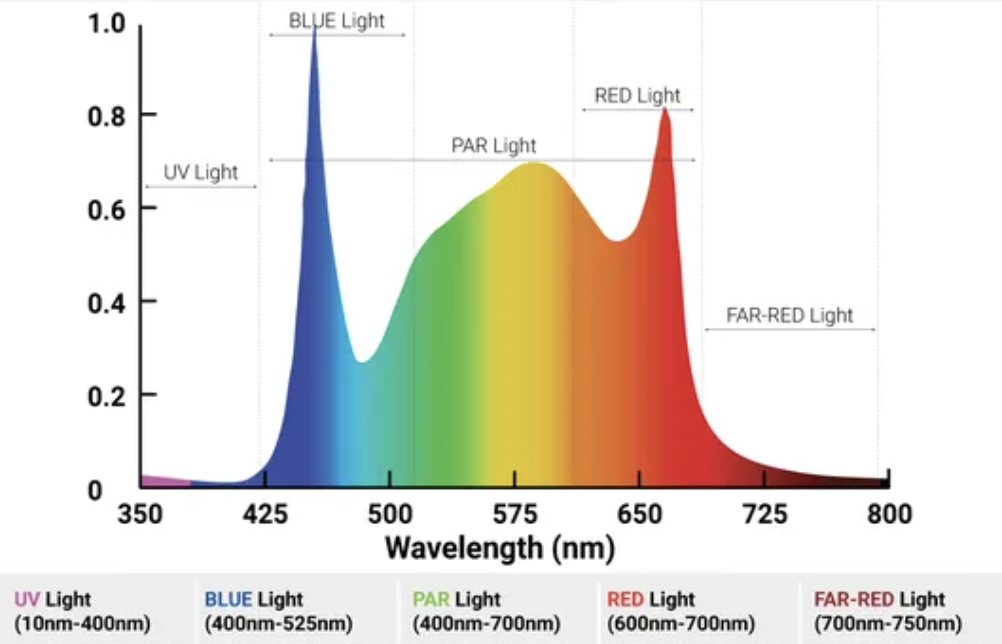 1.0
BLUE Light
0.8
RED Light
PAR Light
UV Light
0.6
0.4
FAR-RED Light
0.2
0
350 425 500 575 650 725 800
Wavelength (nm)
UV Light
(10nm-400nm)
BLUE Light
(400nm-525nm)
PAR Light
(400nm-700nm)
RED Light
(600nm-700nm)
FAR-RED Light
(700nm-750nm)